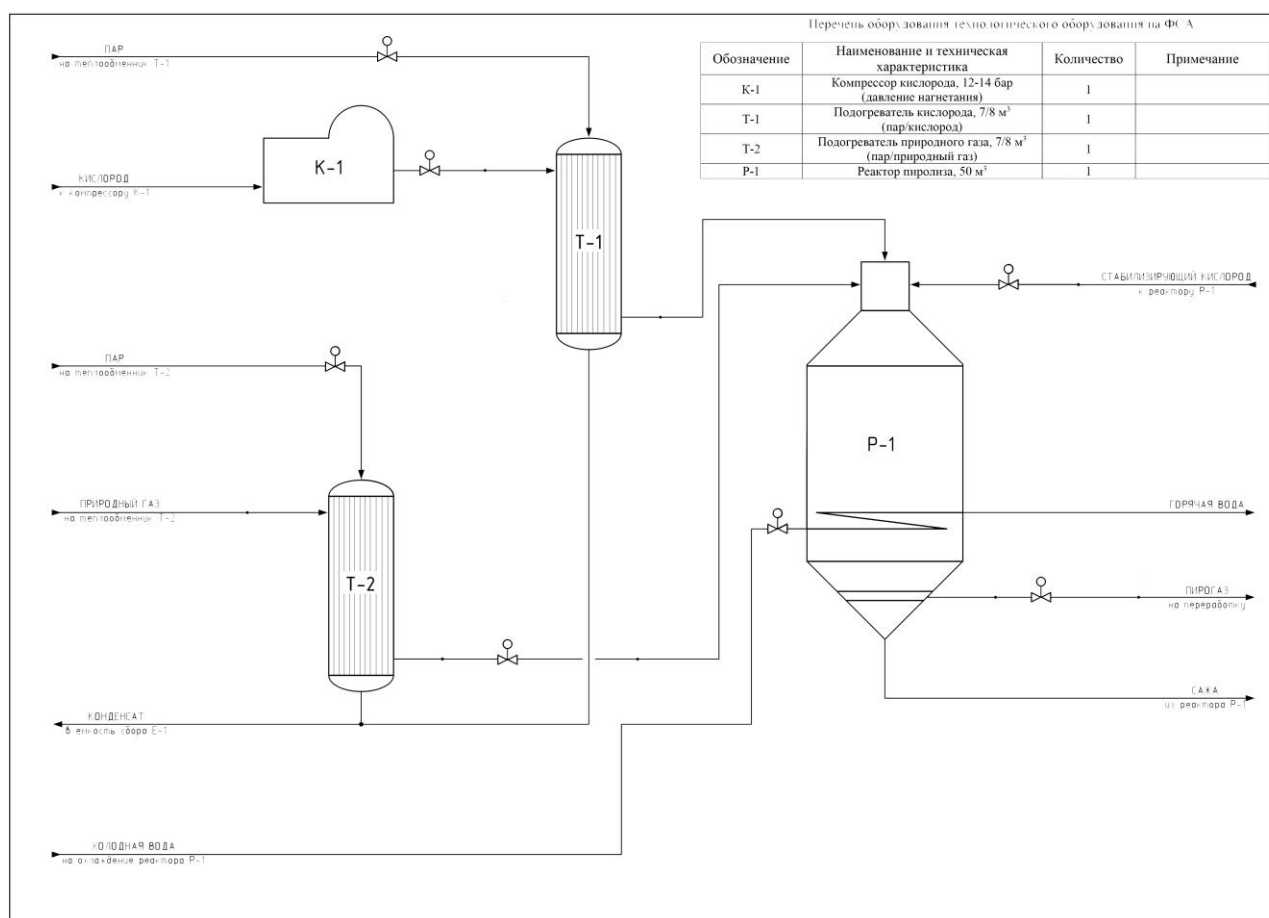 Перечень оборудования технологического оборудования на ФСА
Обозначение
Наименование и техническая
характеристика
Количество
Примечание
К-1
Компрессор кислорода, 12-14 бар
(давление нагнетания)
1
Т-1
Подогреватель кислорода, 7/8 м³
(пар/кислород)
1
Т-2
Подогреватель природного газа, 7/8 м³
(пар/природный газ)
1
Р-1
Реактор пиролиза, 50 м³
1
ПАР
на теплообменник Т-1
К-1
КИСЛОРОД
к компрессору К-1
Т-1
СТАБИЛИЗИРУЮЩИЙ КИСЛОРОД
к реактору Р-1
ПАР
на теплообменник Т-2
Р-1
ПРИРОДНЫЙ ГАЗ
на теплообменник Т-2
ГОРЯЧАЯ ВОДА
Т-2
ПИРОГАЗ
на переработку
КОНДЕНСАТ
в емкость сбора Е-1
САЖА
из реактора Р-1
ХОЛОДНАЯ ВОДА
на охлаждение реактора Р-1